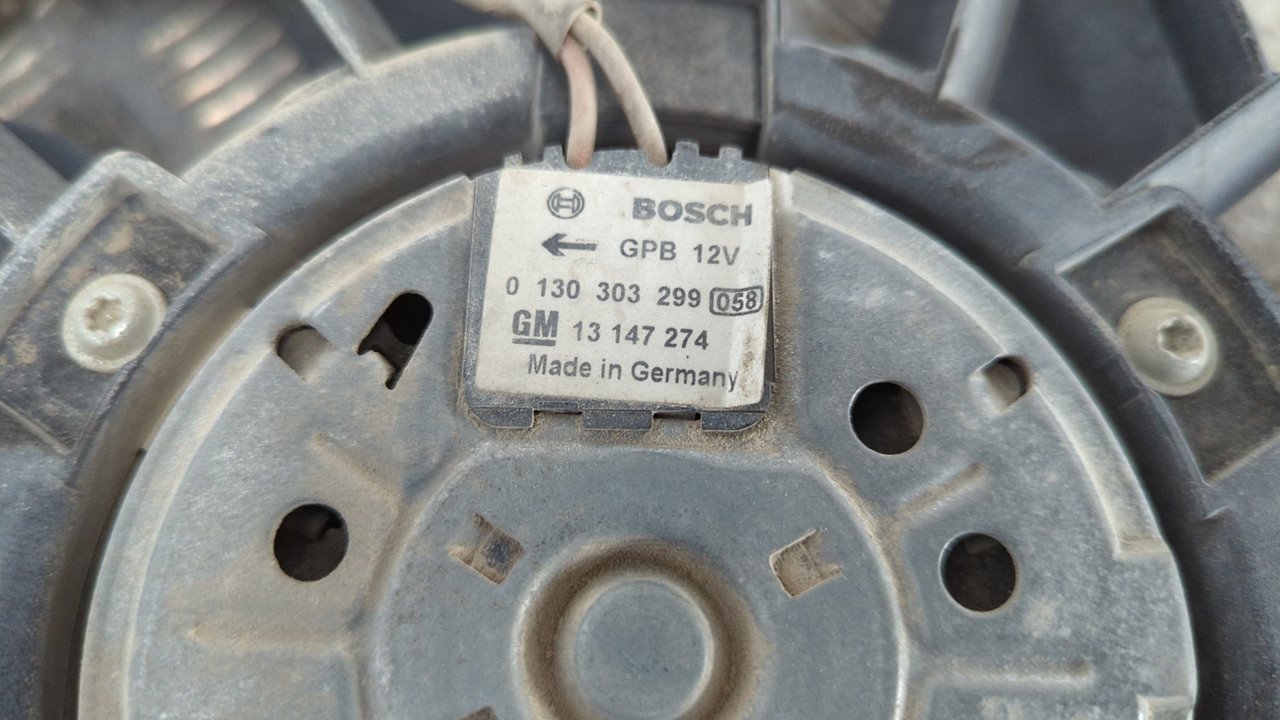 BOSCH
← GPB 12V
0 130 303 299 058
GM 13 147 274
Made in Germany